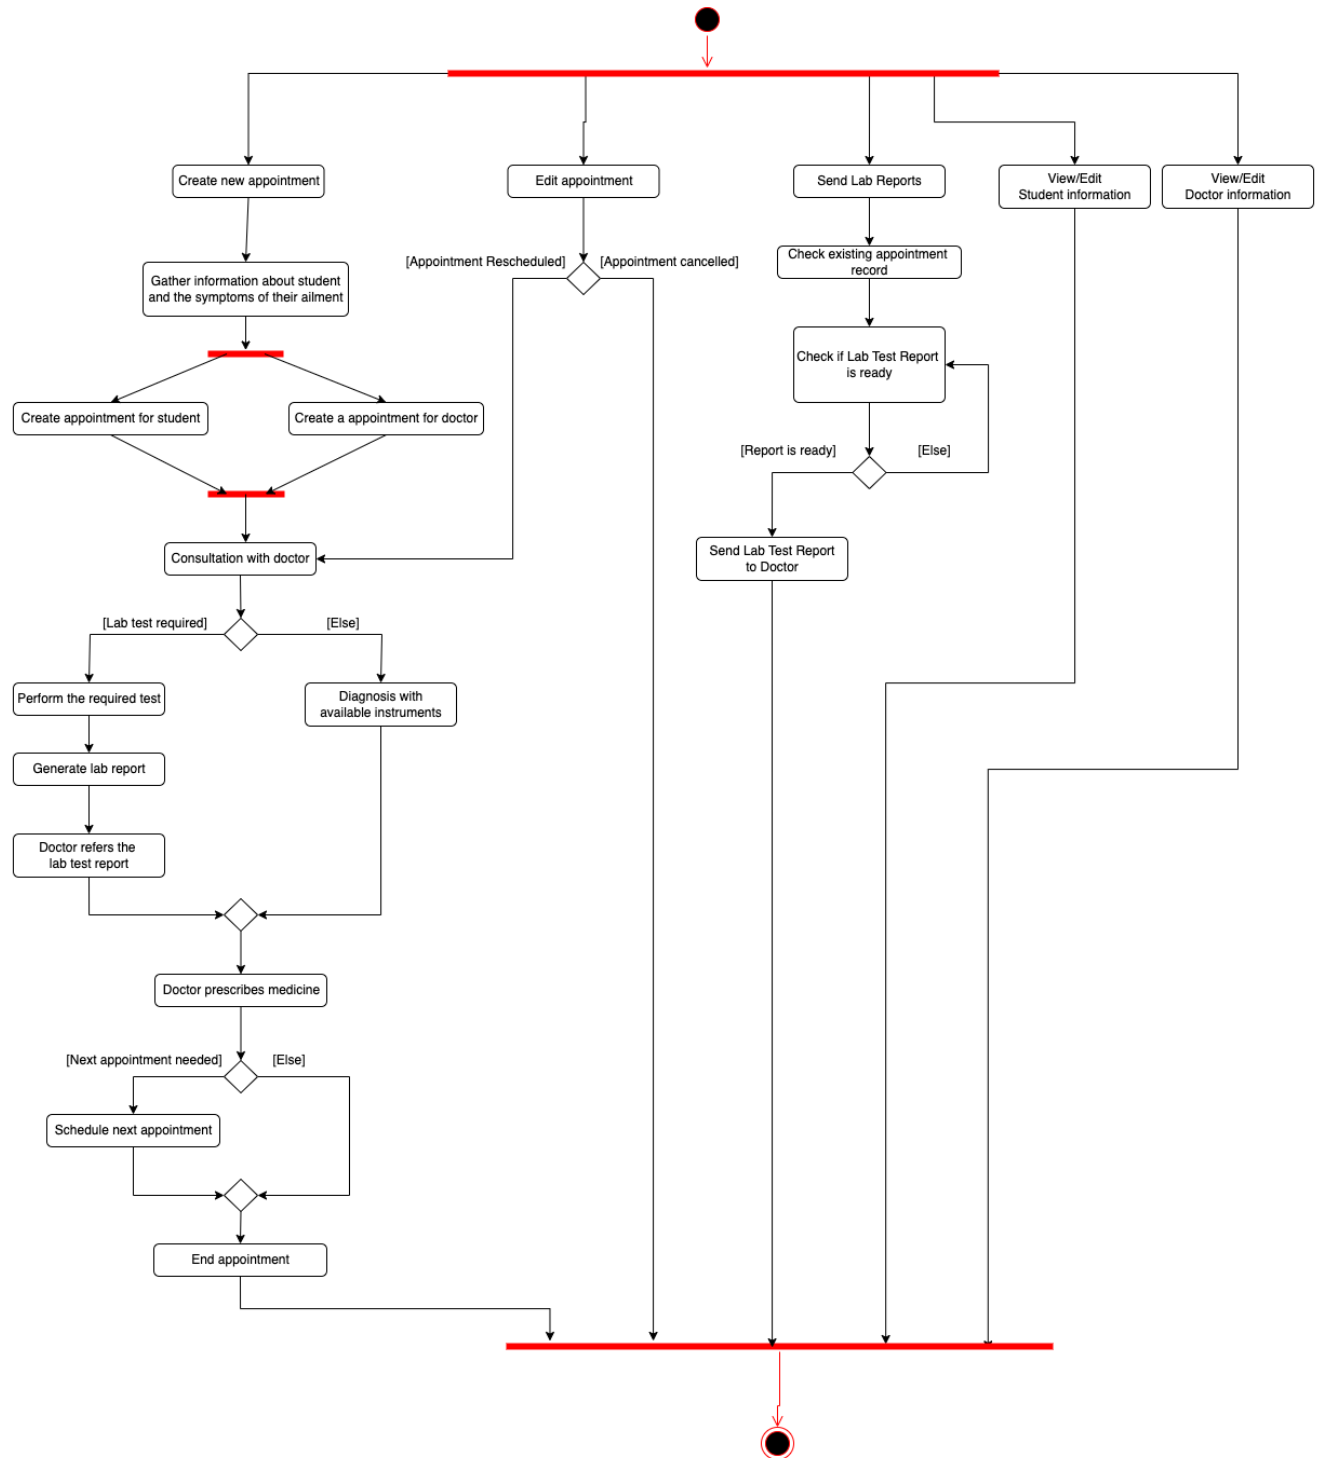 Create new appointment
Edit appointment
Send Lab Reports
View/Edit
Student information
View/Edit
Doctor information
[Appointment Rescheduled]
[Appointment cancelled]
Check existing appointment
record
Gather information about student
and the symptoms of their ailment
Check if Lab Test Report
is ready
Create appointment for student
Create a appointment for doctor
[Report is ready]
[Else]
Consultation with doctor
Send Lab Test Report
to Doctor
[Lab test required]
[Else]
Perform the required test
Diagnosis with
available instruments
Generate lab report
Doctor refers the
lab test report
Doctor prescribes medicine
[Next appointment needed]
[Else]
Schedule next appointment
End appointment